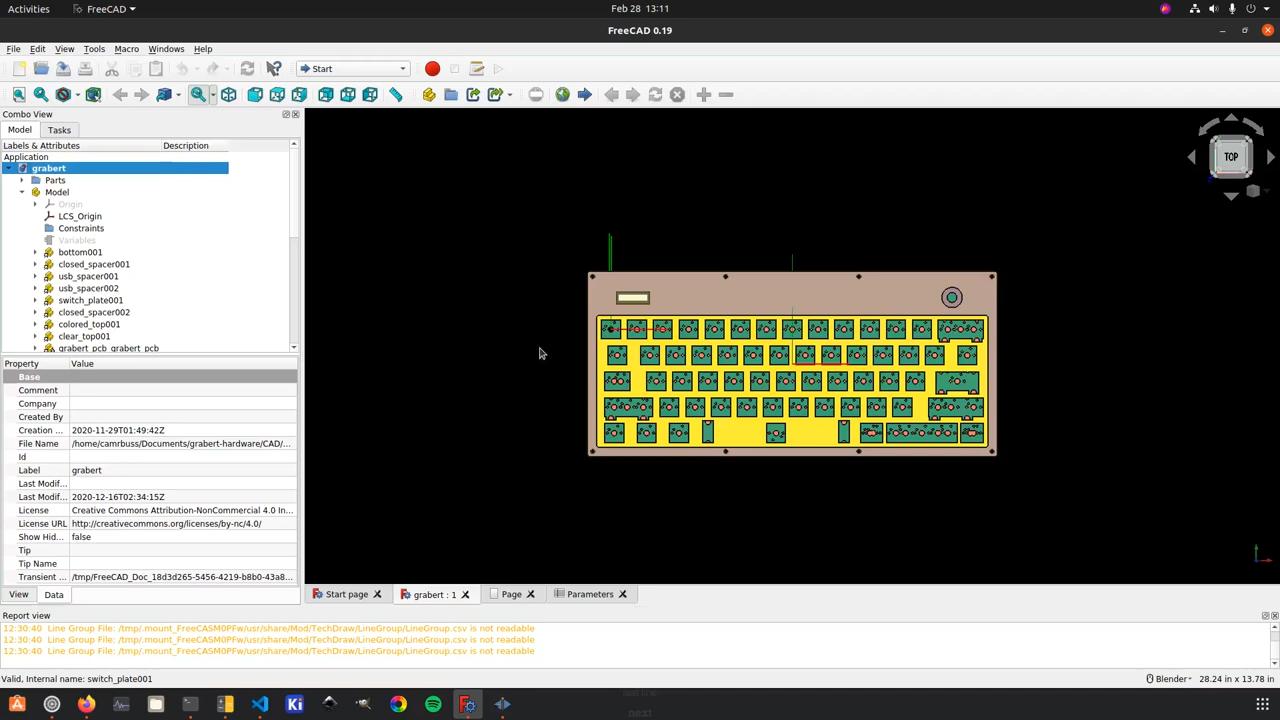 Activities FreeCAD Feb 28 13:11
FreeCAD 0.19
File Edit View Tools Macro Windows Help
Start
Combo View
Model Tasks
Labels & Attributes Description
Application
grabert
Parts
Model
Origin
LCS_Origin
Constraints
Variables
bottom001
closed_spacer001
usb_spacer001
usb_spacer002
switch_plate001
closed_spacer002
colored_top001
clear_top001
grabert_pcb_grabert_pcb
Property Value
Base
Comment
Company
Created By
Creation ... 2020-11-29T01:49:42Z
File Name /home/camrbuss/Documents/grabert-hardware/CAD/...
Id
Label grabert
Last Modif...
Last Modif... 2020-12-16T02:34:15Z
License Creative Commons Attribution-NonCommercial 4.0 In...
License URL http://creativecommons.org/licenses/by-nc/4.0/
Show Hid... false
Tip
Tip Name
Transient ... /tmp/FreeCAD_Doc_18d3d265-5456-4219-b8b0-43a8...
View Data
TOP
Start page grabert : 1 Page Parameters
Report view
12:30:40 Line Group File: /tmp/.mount_FreeCASM0PFw/usr/share/Mod/TechDraw/LineGroup/LineGroup.csv is not readable
12:30:40 Line Group File: /tmp/.mount_FreeCASM0PFw/usr/share/Mod/TechDraw/LineGroup/LineGroup.csv is not readable
12:30:40 Line Group File: /tmp/.mount_FreeCASM0PFw/usr/share/Mod/TechDraw/LineGroup/LineGroup.csv is not readable
Valid, Internal name: switch_plate001 Blender 28.24 in x 13.78 in
Ki
next